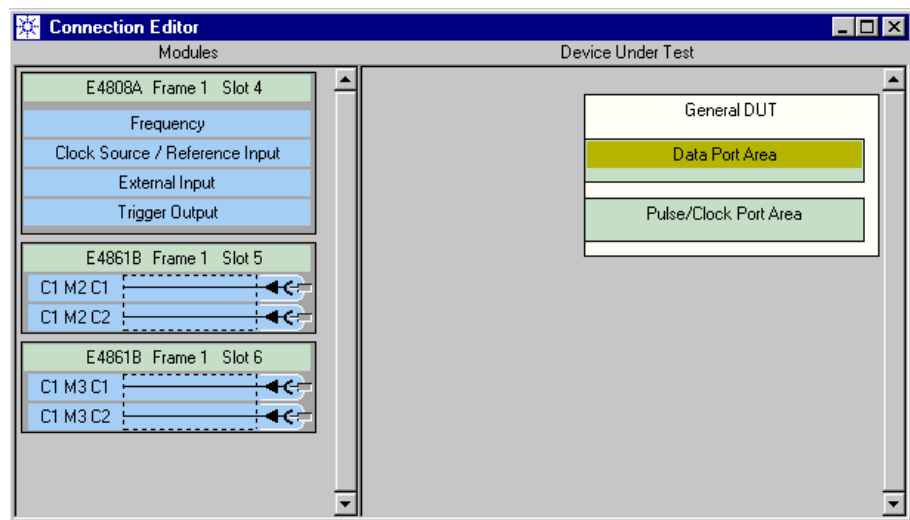 Connection Editor
Modules
Device Under Test
E4808A Frame 1 Slot 4
Frequency
Clock Source / Reference Input
External Input
Trigger Output
E4861B Frame 1 Slot 5
C1 M2 C1
C1 M2 C2
E4861B Frame 1 Slot 6
C1 M3 C1
C1 M3 C2
General DUT
Data Port Area
Pulse/Clock Port Area